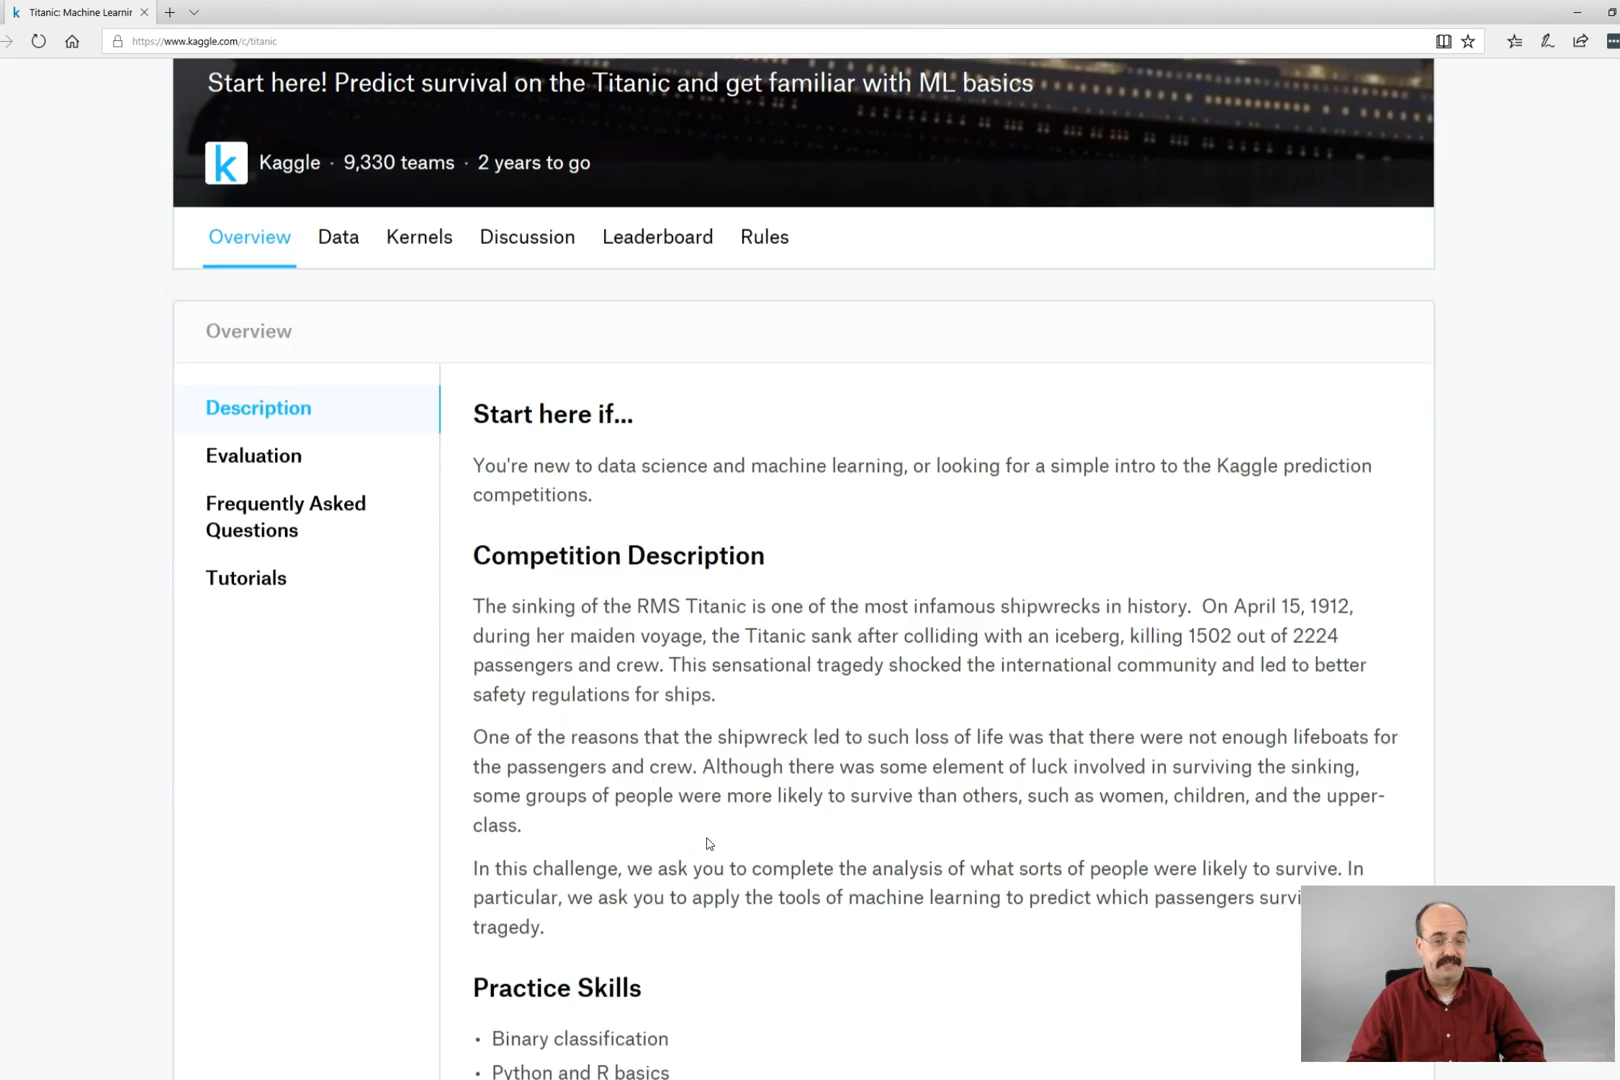 k Titanic: Machine Learnir
https://www.kaggle.com/c/titanic
Start here! Predict survival on the Titanic and get familiar with ML basics
k Kaggle · 9,330 teams · 2 years to go
Overview Data Kernels Discussion Leaderboard Rules
Overview
Description
Evaluation
Frequently Asked
Questions
Tutorials
Start here if...
You're new to data science and machine learning, or looking for a simple intro to the Kaggle prediction
competitions.
Competition Description
The sinking of the RMS Titanic is one of the most infamous shipwrecks in history. On April 15, 1912,
during her maiden voyage, the Titanic sank after colliding with an iceberg, killing 1502 out of 2224
passengers and crew. This sensational tragedy shocked the international community and led to better
safety regulations for ships.
One of the reasons that the shipwreck led to such loss of life was that there were not enough lifeboats for
the passengers and crew. Although there was some element of luck involved in surviving the sinking,
some groups of people were more likely to survive than others, such as women, children, and the upper-
class.
In this challenge, we ask you to complete the analysis of what sorts of people were likely to survive. In
particular, we ask you to apply the tools of machine learning to predict which passengers survi
tragedy.
Practice Skills
• Binary classification
• Python and R basics